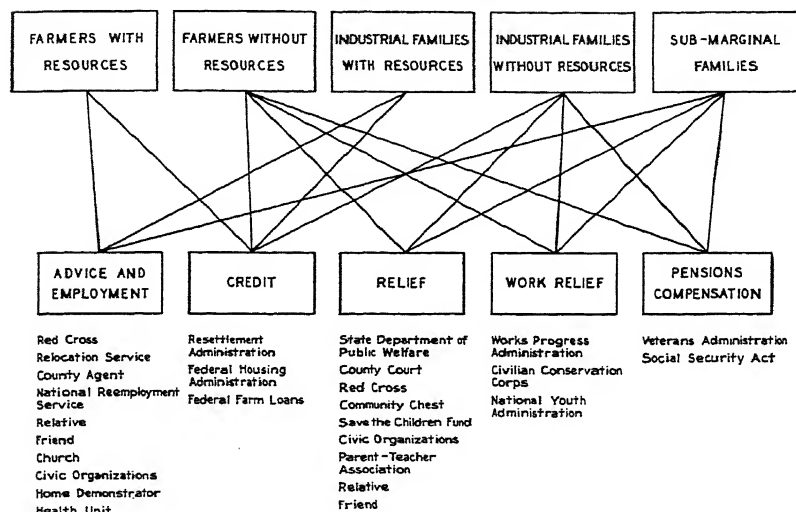 FARMERS WITH
RESOURCES
FARMERS WITHOUT
RESOURCES
INDUSTRIAL FAMILIES
WITH RESOURCES
INDUSTRIAL FAMILIES
WITHOUT RESOURCES
SUB-MARGINAL
FAMILIES
ADVICE AND
EMPLOYMENT
CREDIT
RELIEF
WORK RELIEF
PENSIONS
COMPENSATION
Red Cross
Relocation Service
County Agent
National Reemployment
Service
Relative
Friend
Church
Civic Organizations
Home Demonstrator
Health Unit
Resettlement
Administration
Federal Housing
Administration
Federal Farm Loans
State Department of
Public Welfare
County Court
Red Cross
Community Chest
Save the Children Fund
Civic Organizations
Parent-Teacher
Association
Relative
Friend
Works Progress
Administration
Civilian Conservation
Corps
National Youth
Administration
Veterans Administration
Social Security Act